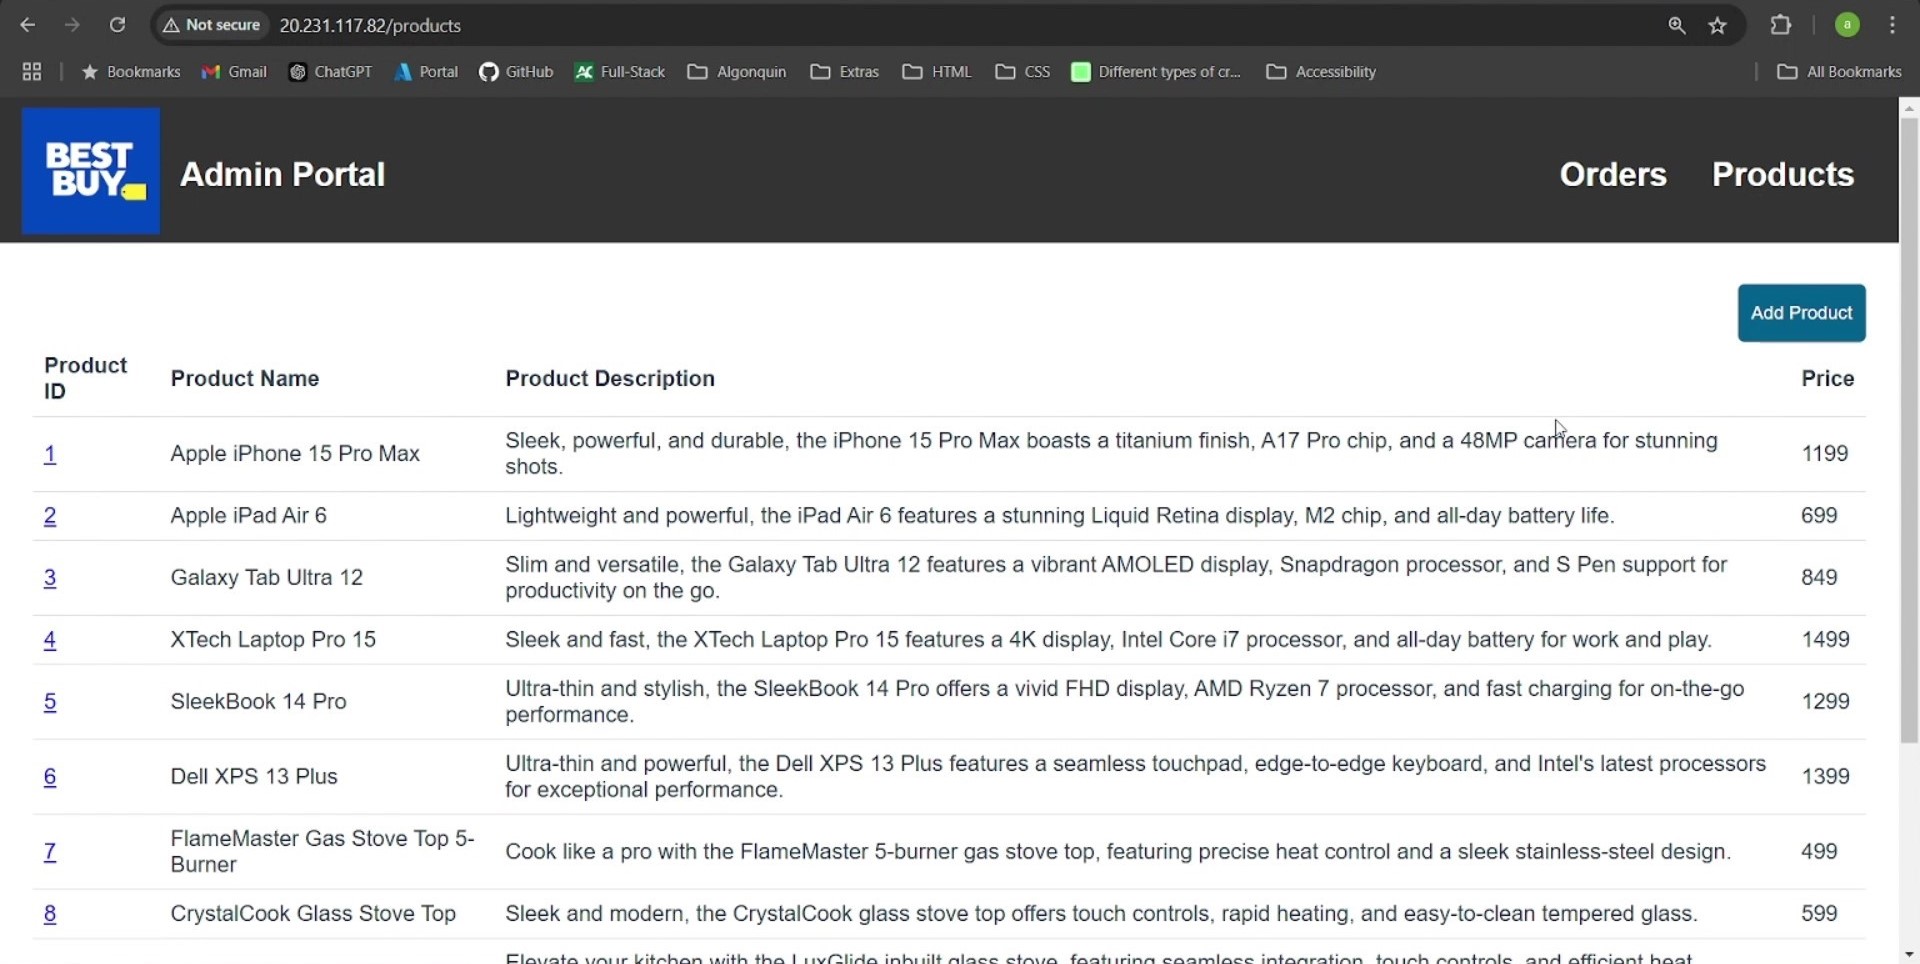 Not secure 20.231.117.82/products a
Bookmarks Gmail ChatGPT Portal GitHub Full-Stack Algonquin Extras HTML CSS Different types of cr... Accessibility All Bookmarks
BEST
BUY
Admin Portal
Orders Products
Add Product
Product
ID
Product Name Product Description Price
1 Apple iPhone 15 Pro Max
Sleek, powerful, and durable, the iPhone 15 Pro Max boasts a titanium finish, A17 Pro chip, and a 48MP camera for stunning
shots.
1199
2 Apple iPad Air 6 Lightweight and powerful, the iPad Air 6 features a stunning Liquid Retina display, M2 chip, and all-day battery life. 699
3 Galaxy Tab Ultra 12
Slim and versatile, the Galaxy Tab Ultra 12 features a vibrant AMOLED display, Snapdragon processor, and S Pen support for
productivity on the go.
849
4 XTech Laptop Pro 15 Sleek and fast, the XTech Laptop Pro 15 features a 4K display, Intel Core i7 processor, and all-day battery for work and play. 1499
5 SleekBook 14 Pro
Ultra-thin and stylish, the SleekBook 14 Pro offers a vivid FHD display, AMD Ryzen 7 processor, and fast charging for on-the-go
performance.
1299
6 Dell XPS 13 Plus
Ultra-thin and powerful, the Dell XPS 13 Plus features a seamless touchpad, edge-to-edge keyboard, and Intel's latest processors
for exceptional performance.
1399
7
FlameMaster Gas Stove Top 5-
Burner
Cook like a pro with the FlameMaster 5-burner gas stove top, featuring precise heat control and a sleek stainless-steel design. 499
8 CrystalCook Glass Stove Top Sleek and modern, the CrystalCook glass stove top offers touch controls, rapid heating, and easy-to-clean tempered glass. 599
Elevate your kitchen with the LuxGlide inbuilt glass stove, featuring seamless integration, touch controls, and efficient heat